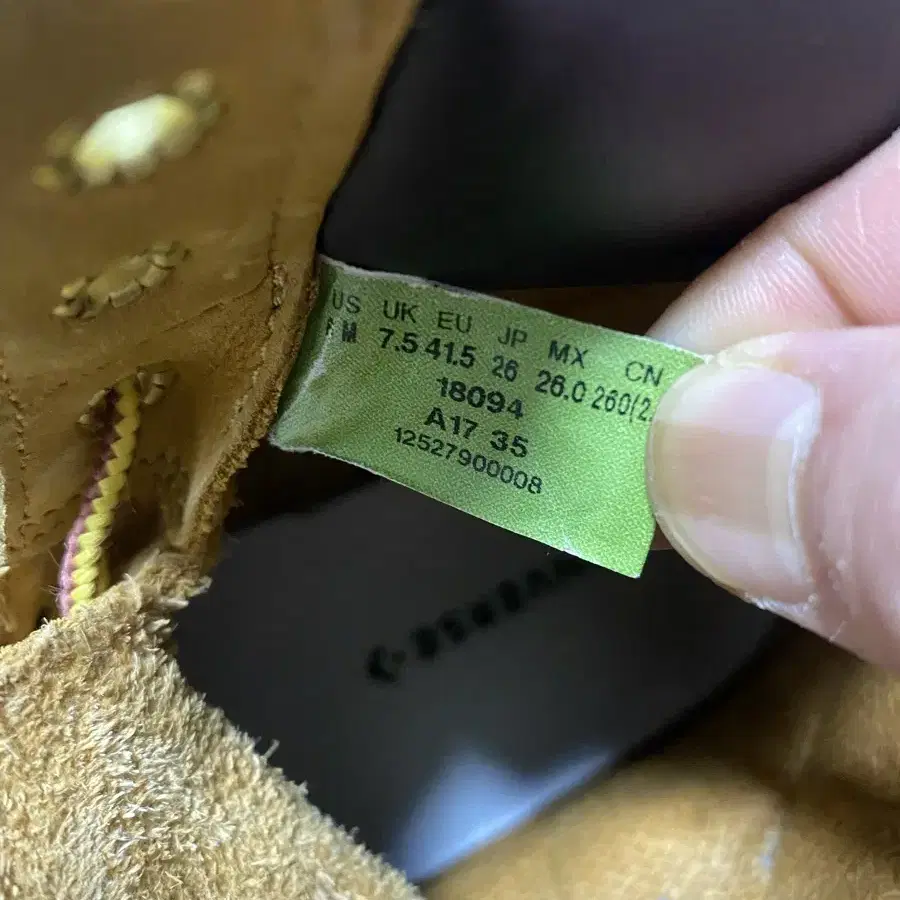 US UK EU JP MX CN
M 7.5 41.5 26 26.0 260(2.
18094
A17 35
12527900008